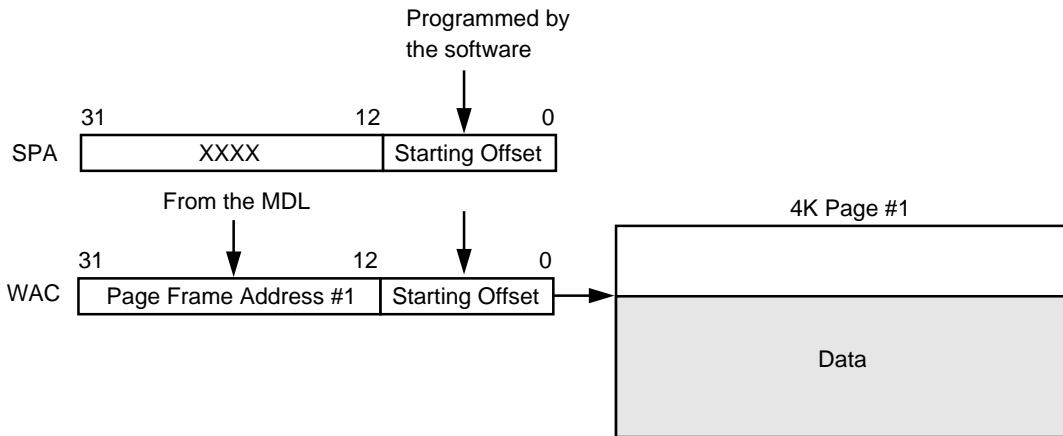 Programmed by
the software
31 12 0
SPA XXXX Starting Offset
From the MDL
4K Page #1
31 12 0
WAC Page Frame Address #1 Starting Offset
Data